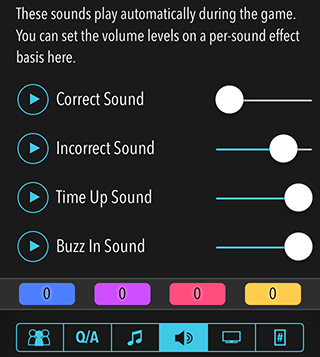 These sounds play automatically during the game.
You can set the volume levels on a per-sound effect
basis here.
Correct Sound
Incorrect Sound
Time Up Sound
Buzz In Sound
0 0 0 0
Q/A #